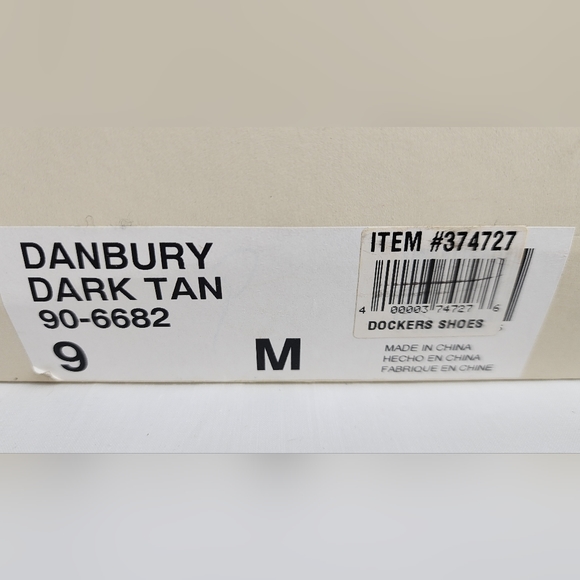 DANBURY
DARK TAN
90-6682
9 M
ITEM #374727
4 00003 74727 6
DOCKERS SHOES
MADE IN CHINA
HECHO EN CHINA
FABRIQUE EN CHINE